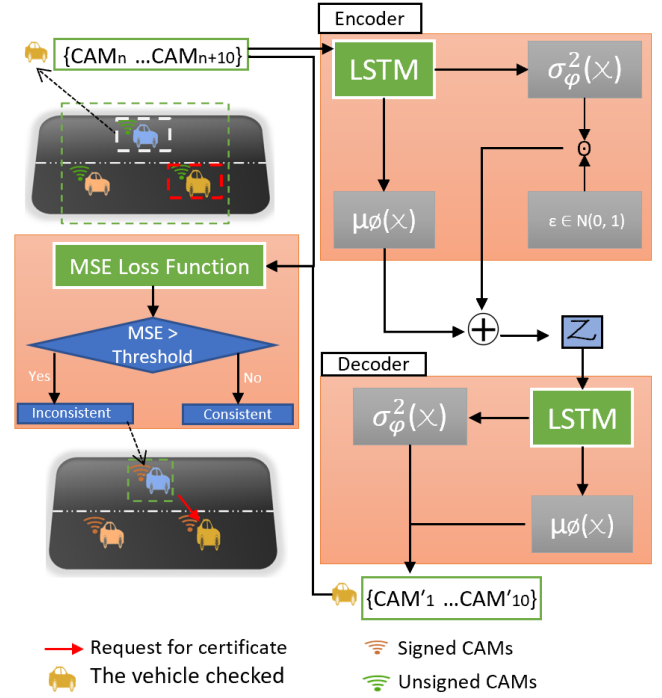 Encoder
{CAMn ...CAMn+10}
LSTM
σ²φ(x)
⊙
μø(x)
ε ∈ N(0, 1)
MSE Loss Function
MSE >
Threshold
Yes
No
Inconsistent
Consistent
+
Z
Decoder
σ²φ(x)
LSTM
μø(x)
{CAM'1 ...CAM'10}
Request for certificate
The vehicle checked
Signed CAMs
Unsigned CAMs